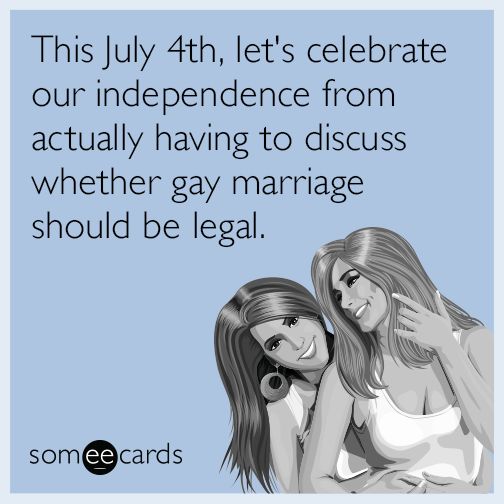 This July 4th, let's celebrate
our independence from
actually having to discuss
whether gay marriage
should be legal.
someecards